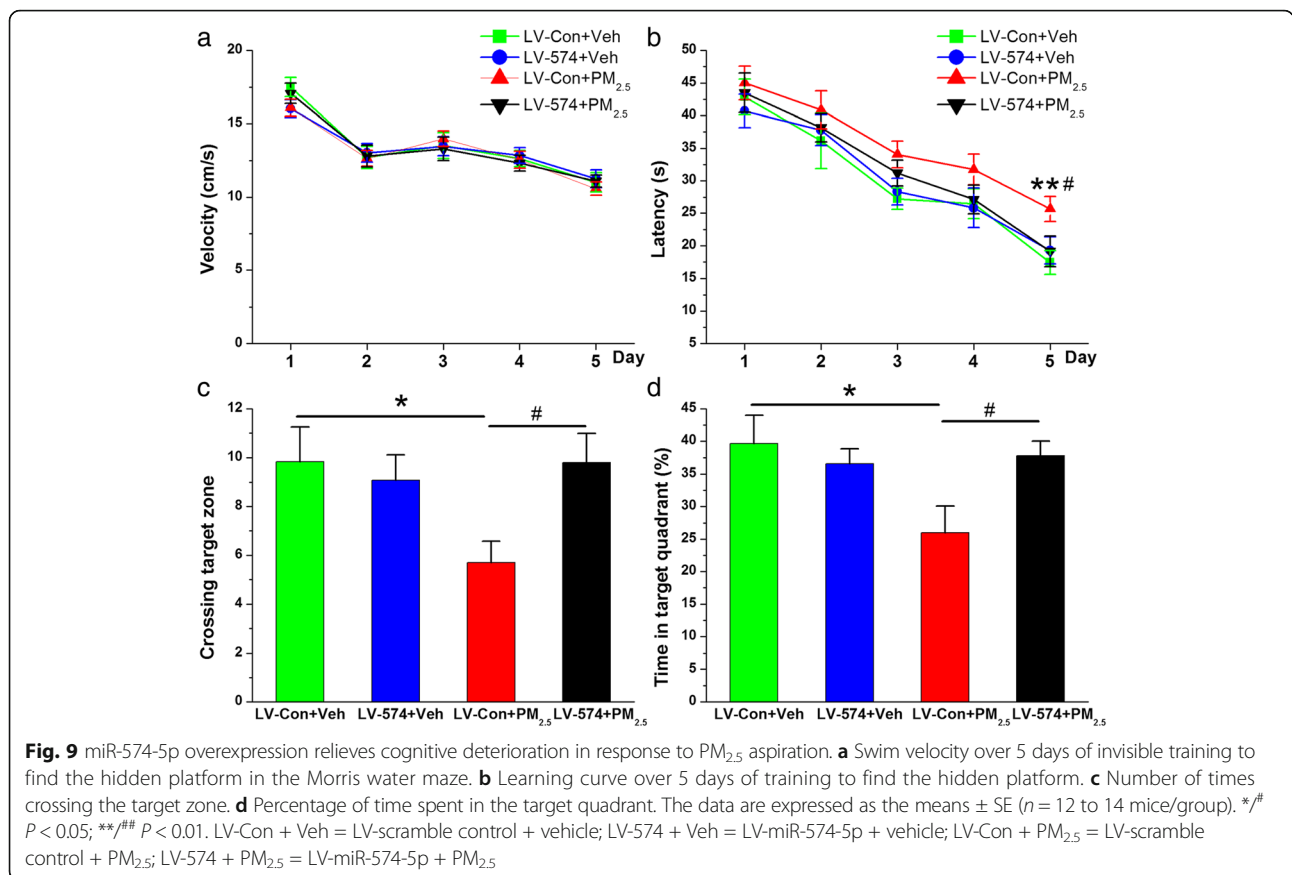 a
20
15
10
5
0
Velocity (cm/s)
LV-Con+Veh
LV-574+Veh
LV-Con+PM2.5
LV-574+PM2.5
1 2 3 4 5 Day
b
50
45
40
35
30
25
20
15
10
5
Latency (s)
LV-Con+Veh
LV-574+Veh
LV-Con+PM2.5
LV-574+PM2.5
**#
1 2 3 4 5 Day
c
12
10
8
6
4
2
0
Crossing target zone
* #
LV-Con+Veh LV-574+Veh LV-Con+PM2.5 LV-574+PM2.5
d
45
40
35
30
25
20
15
10
5
0
Time in target quadrant (%)
* #
LV-Con+Veh LV-574+Veh LV-Con+PM2.5 LV-574+PM2.5
Fig. 9 miR-574-5p overexpression relieves cognitive deterioration in response to PM2.5 aspiration. a Swim velocity over 5 days of invisible training to
find the hidden platform in the Morris water maze. b Learning curve over 5 days of training to find the hidden platform. c Number of times
crossing the target zone. d Percentage of time spent in the target quadrant. The data are expressed as the means ± SE (n = 12 to 14 mice/group). */#
P < 0.05; **/## P < 0.01. LV-Con + Veh = LV-scramble control + vehicle; LV-574 + Veh = LV-miR-574-5p + vehicle; LV-Con + PM2.5 = LV-scramble
control + PM2.5; LV-574 + PM2.5 = LV-miR-574-5p + PM2.5